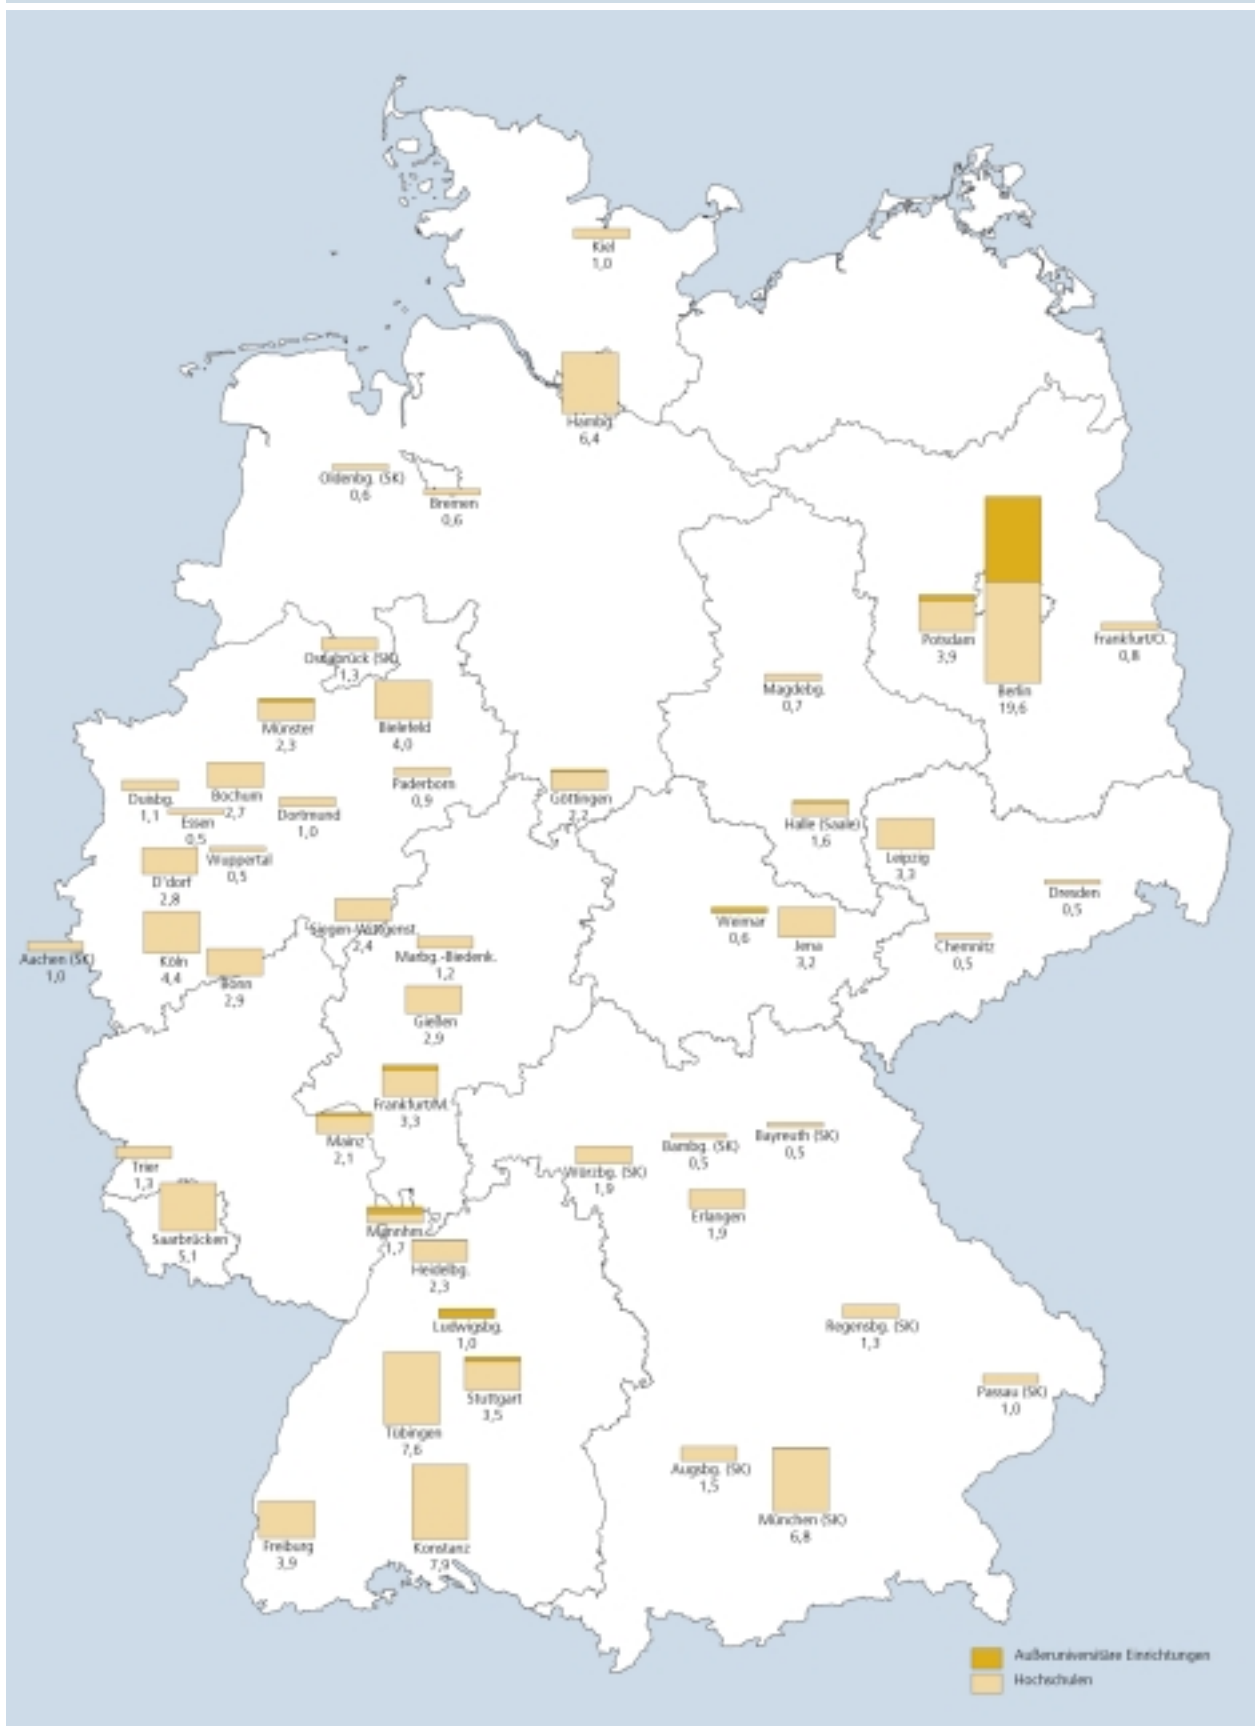 Kiel
1,0
Hambg.
6,4
Oldenbg. (SK)
0,6
Bremen
0,6
Potsdam
3,9
Frankfurt/O.
0,8
Berlin
19,6
Osnabrück (SK)
1,3
Magdebg.
0,7
Münster
2,3
Bielefeld
4,0
Duisbg.
1,1
Bochum
2,7
Essen
0,5
Dortmund
1,0
Paderborn
0,9
Göttingen
2,2
Halle (Saale)
1,6
Leipzig
3,3
D'dorf
2,8
Wuppertal
0,5
Dresden
0,5
Siegen-Wittgenst.
2,4
Weimar
0,6
Jena
3,2
Chemnitz
0,5
Aachen (SK)
1,0
Köln
4,4
Bonn
2,9
Marbg.-Biedenk.
1,2
Gießen
2,9
Frankfurt/M.
3,3
Mainz
2,1
Trier
1,3
Würzbg. (SK)
1,9
Bambg. (SK)
0,5
Bayreuth (SK)
0,5
Erlangen
1,9
Saarbrücken
5,1
Mannhm.
1,7
Heidelbg.
2,3
Ludwigsbg.
1,0
Regensbg. (SK)
1,3
Stuttgart
3,5
Tübingen
7,6
Passau (SK)
1,0
Augsbg. (SK)
1,5
München (SK)
6,8
Freiburg
3,9
Konstanz
7,9
Außeruniversitäre Einrichtungen
Hochschulen